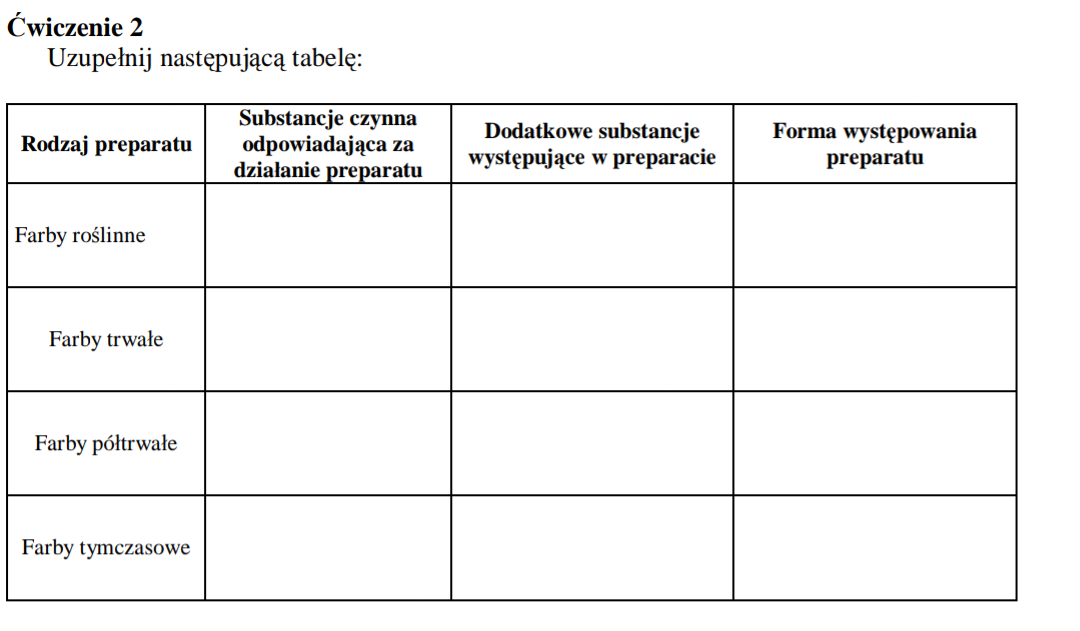 Ćwiczenie 2
Uzupełnij następującą tabelę:
Rodzaj preparatu
Substancje czynna
odpowiadająca za
działanie preparatu
Dodatkowe substancje
występujące w preparacie
Forma występowania
preparatu
Farby roślinne
Farby trwałe
Farby półtrwałe
Farby tymczasowe